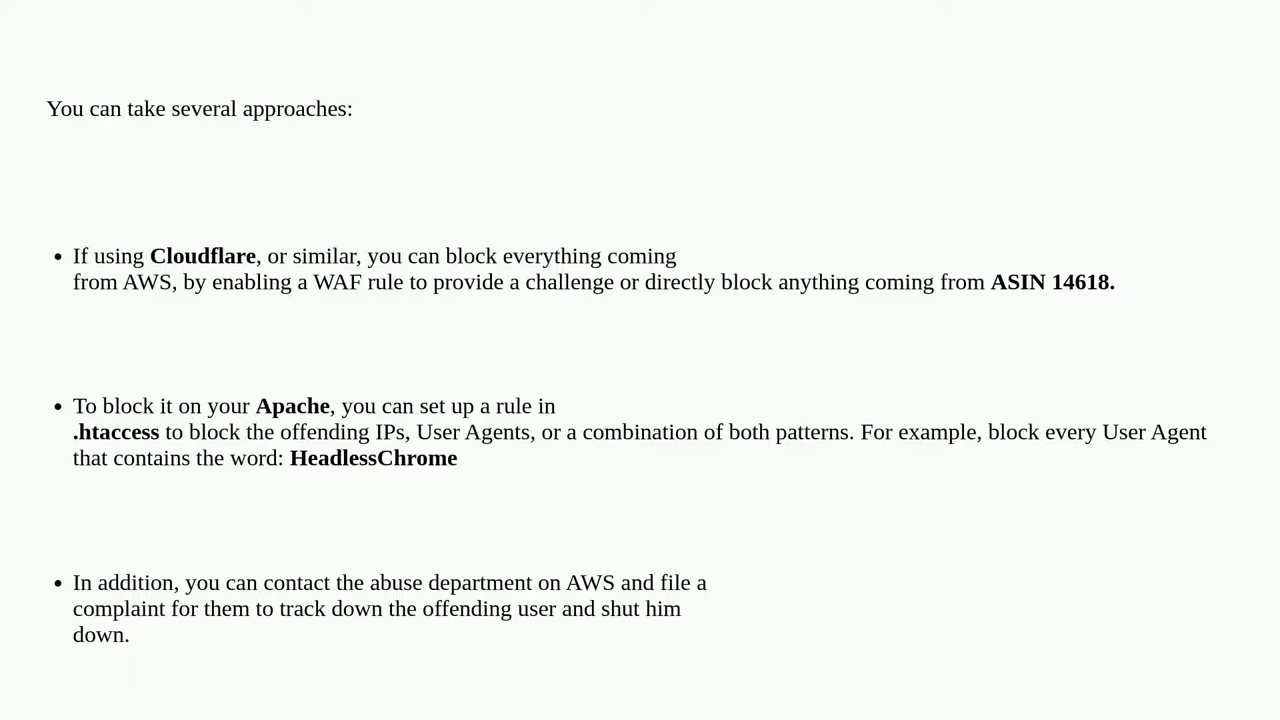 You can take several approaches:
• If using Cloudflare, or similar, you can block everything coming
from AWS, by enabling a WAF rule to provide a challenge or directly block anything coming from ASIN 14618.
• To block it on your Apache, you can set up a rule in
.htaccess to block the offending IPs, User Agents, or a combination of both patterns. For example, block every User Agent
that contains the word: HeadlessChrome
• In addition, you can contact the abuse department on AWS and file a
complaint for them to track down the offending user and shut him
down.